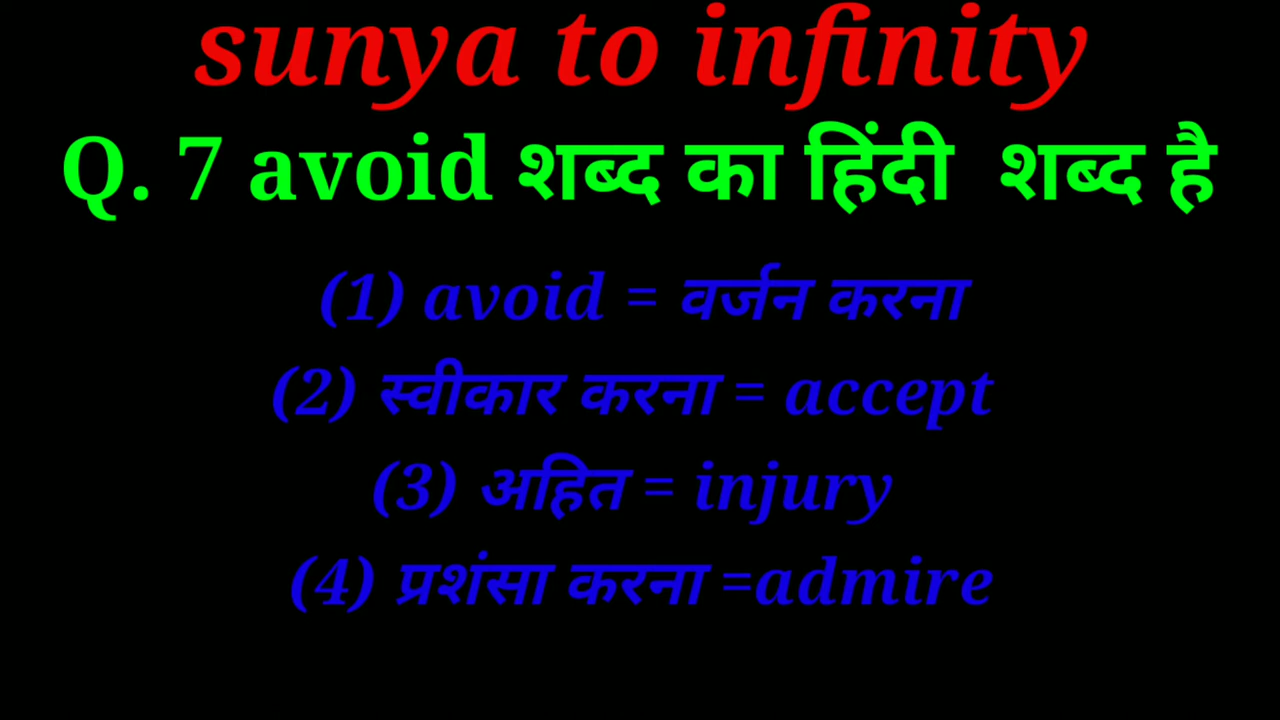 sunya to infinity
Q. 7 avoid शब्द का हिंदी शब्द है
(1) avoid = वर्जन करना
(2) स्वीकार करना = accept
(3) अहित = injury
(4) प्रशंसा करना =admire